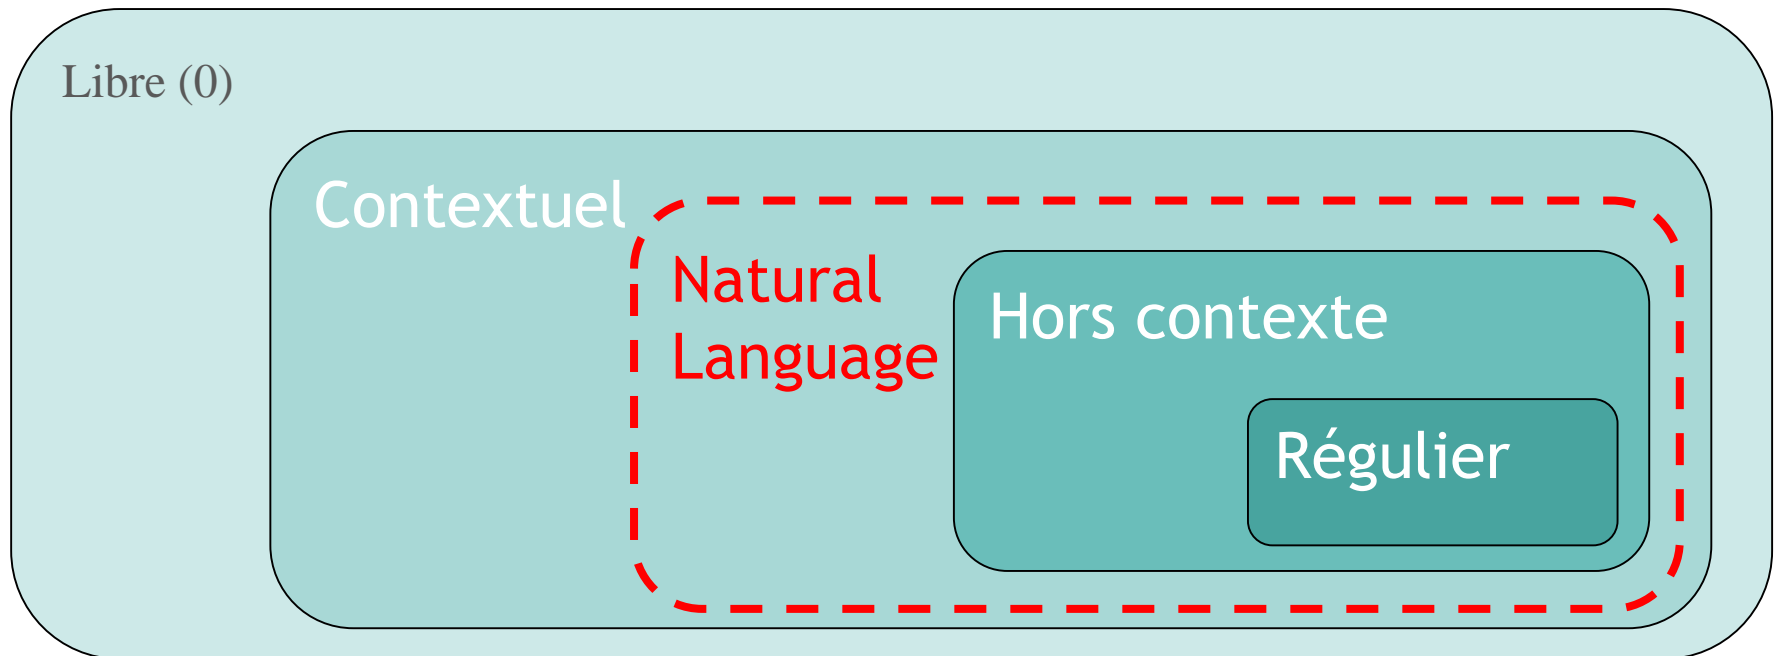 Libre (0)
Contextuel
Natural
Language
Hors contexte
Régulier